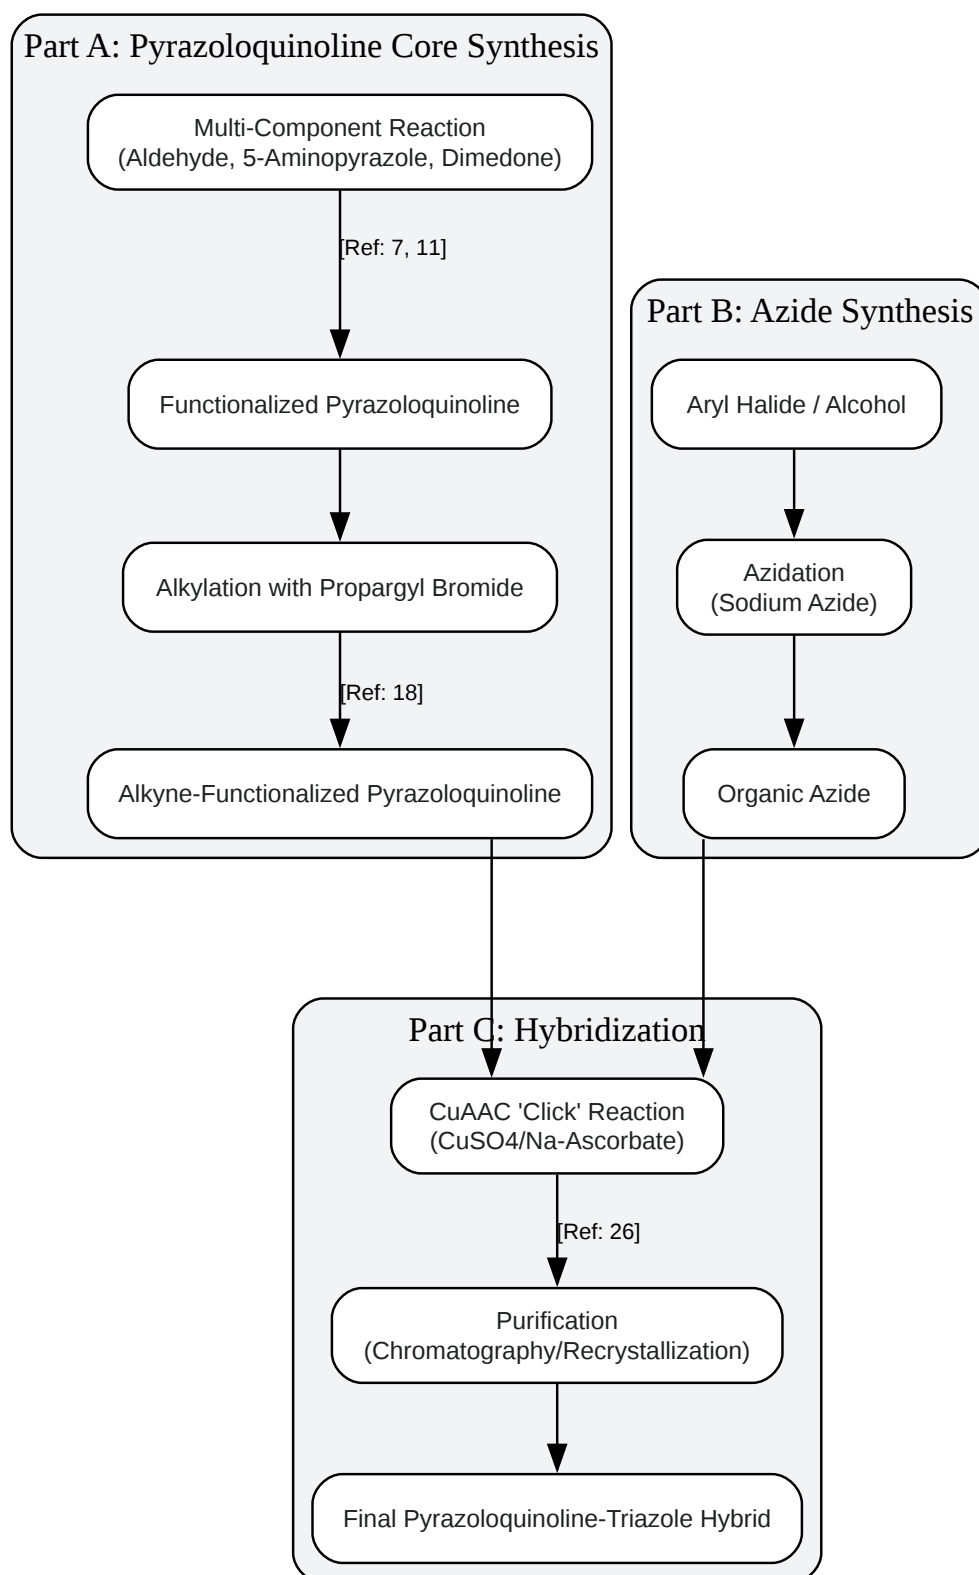 Part A: Pyrazoloquinoline Core Synthesis
Multi-Component Reaction
(Aldehyde, 5-Aminopyrazole, Dimedone)
[Ref: 7, 11]
Functionalized Pyrazoloquinoline
Alkylation with Propargyl Bromide
[Ref: 18]
Alkyne-Functionalized Pyrazoloquinoline
Part B: Azide Synthesis
Aryl Halide / Alcohol
Azidation
(Sodium Azide)
Organic Azide
Part C: Hybridization
CuAAC 'Click' Reaction
(CuSO4/Na-Ascorbate)
[Ref: 26]
Purification
(Chromatography/Recrystallization)
Final Pyrazoloquinoline-Triazole Hybrid